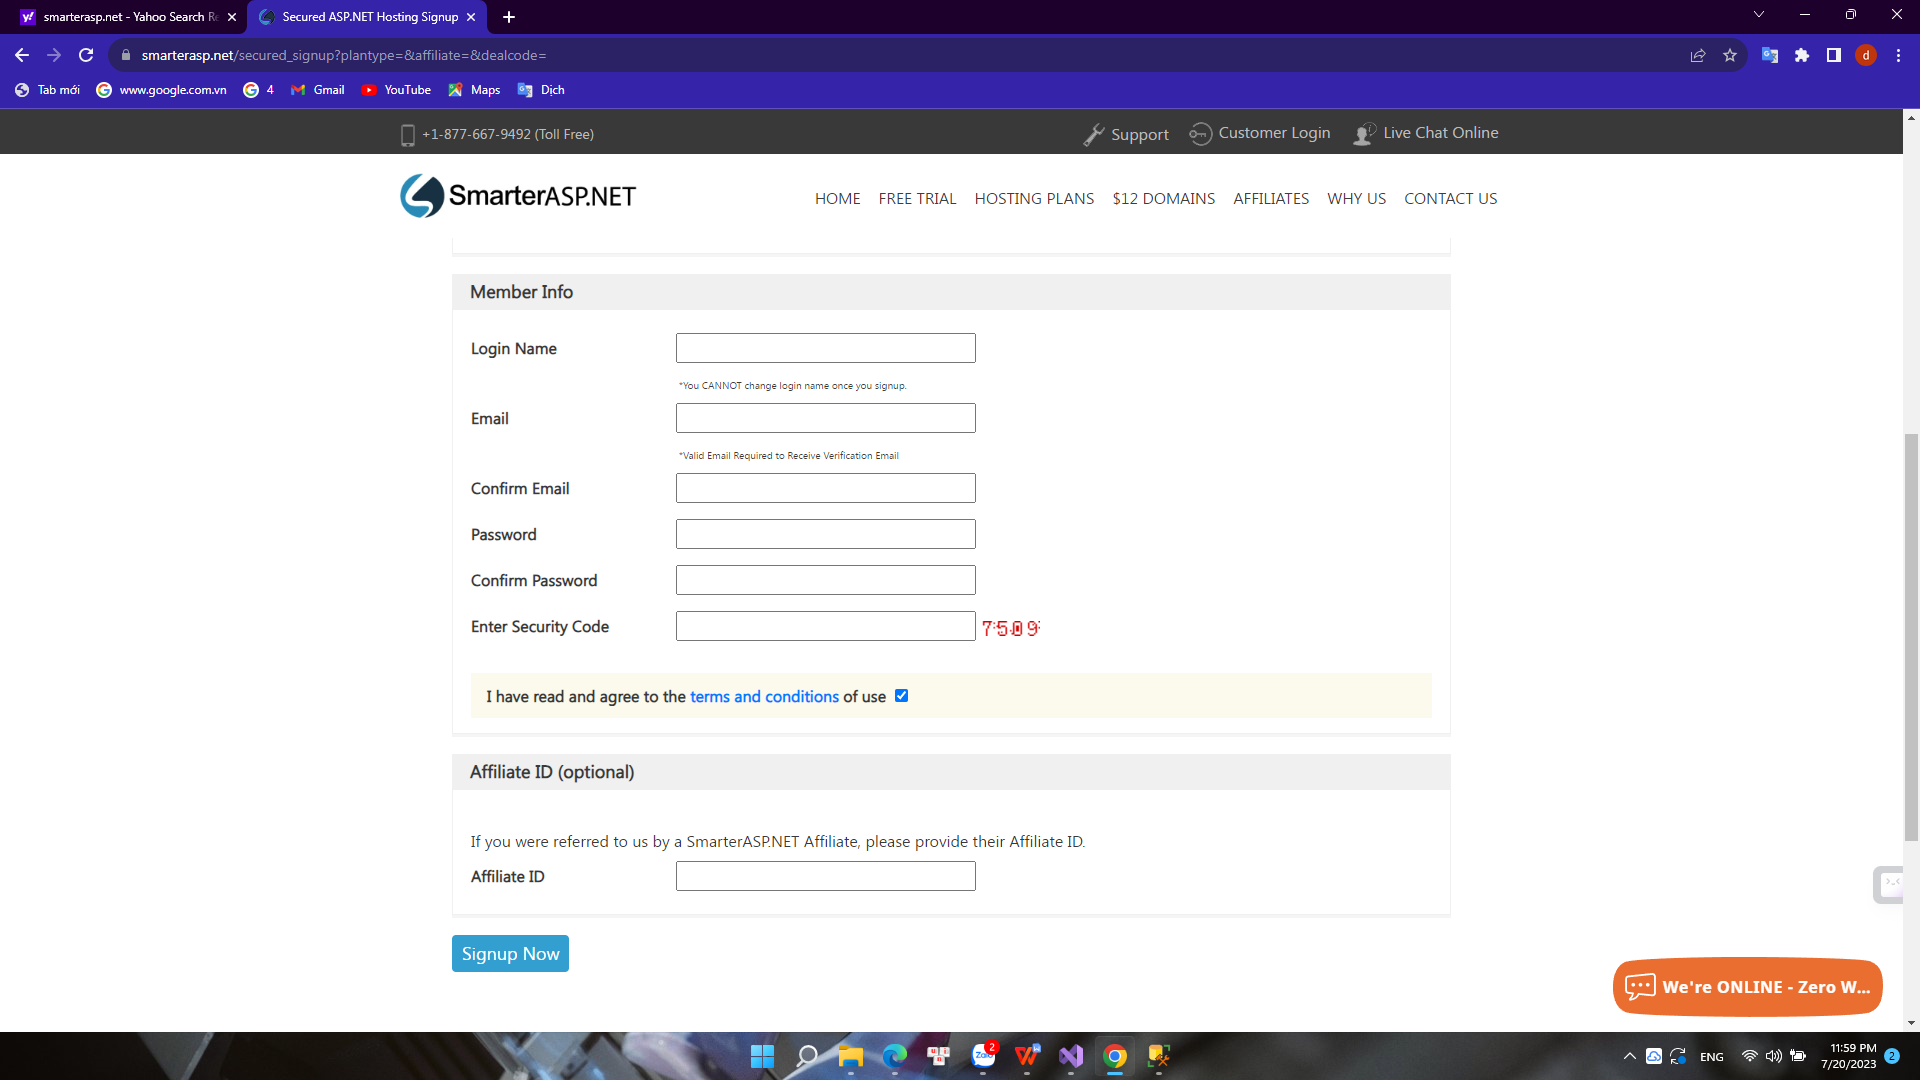 smarterasp.net - Yahoo Search Re
Secured ASP.NET Hosting Signup
smarterasp.net/secured_signup?plantype=&affiliate=&dealcode=
d
Tab mới
www.google.com.vn
4
Gmail
YouTube
Maps
Dịch
+1-877-667-9492 (Toll Free)
Support
Customer Login
Live Chat Online
SmarterASP.NET
HOME
FREE TRIAL
HOSTING PLANS
$12 DOMAINS
AFFILIATES
WHY US
CONTACT US
Member Info
Login Name
*You CANNOT change login name once you signup.
Email
*Valid Email Required to Receive Verification Email
Confirm Email
Password
Confirm Password
Enter Security Code
7509
I have read and agree to the terms and conditions of use
Affiliate ID (optional)
If you were referred to us by a SmarterASP.NET Affiliate, please provide their Affiliate ID.
Affiliate ID
Signup Now
We're ONLINE - Zero W...
Zalo
2
W
ENG
11:59 PM
7/20/2023
2